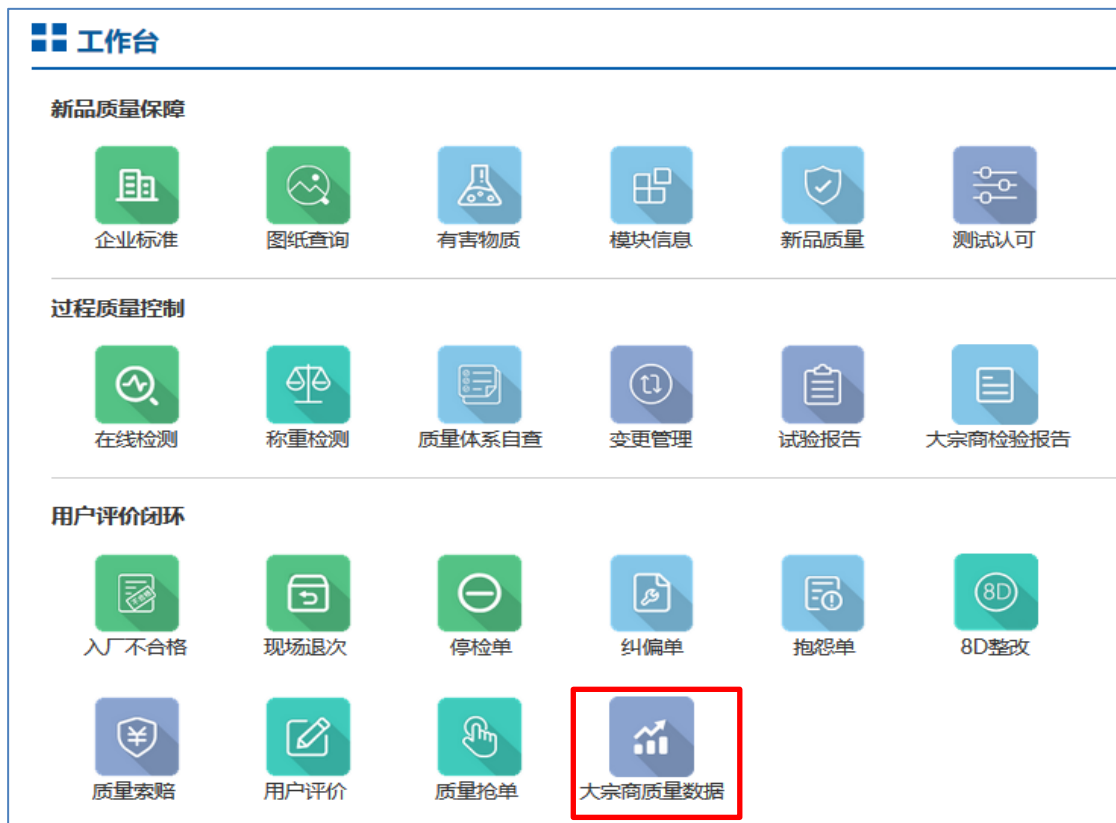 工作台
新品质量保障
企业标准 图纸查询 有害物质 模块信息 新品质量 测试认可
过程质量控制
在线检测 称重检测 质量体系自查 变更管理 试验报告 大宗商检验报告
用户评价闭环
不合格
8D
入厂不合格 现场退次 停检单 纠偏单 抱怨单 8D整改
¥
质量索赔 用户评价 质量抢单 大宗商质量数据